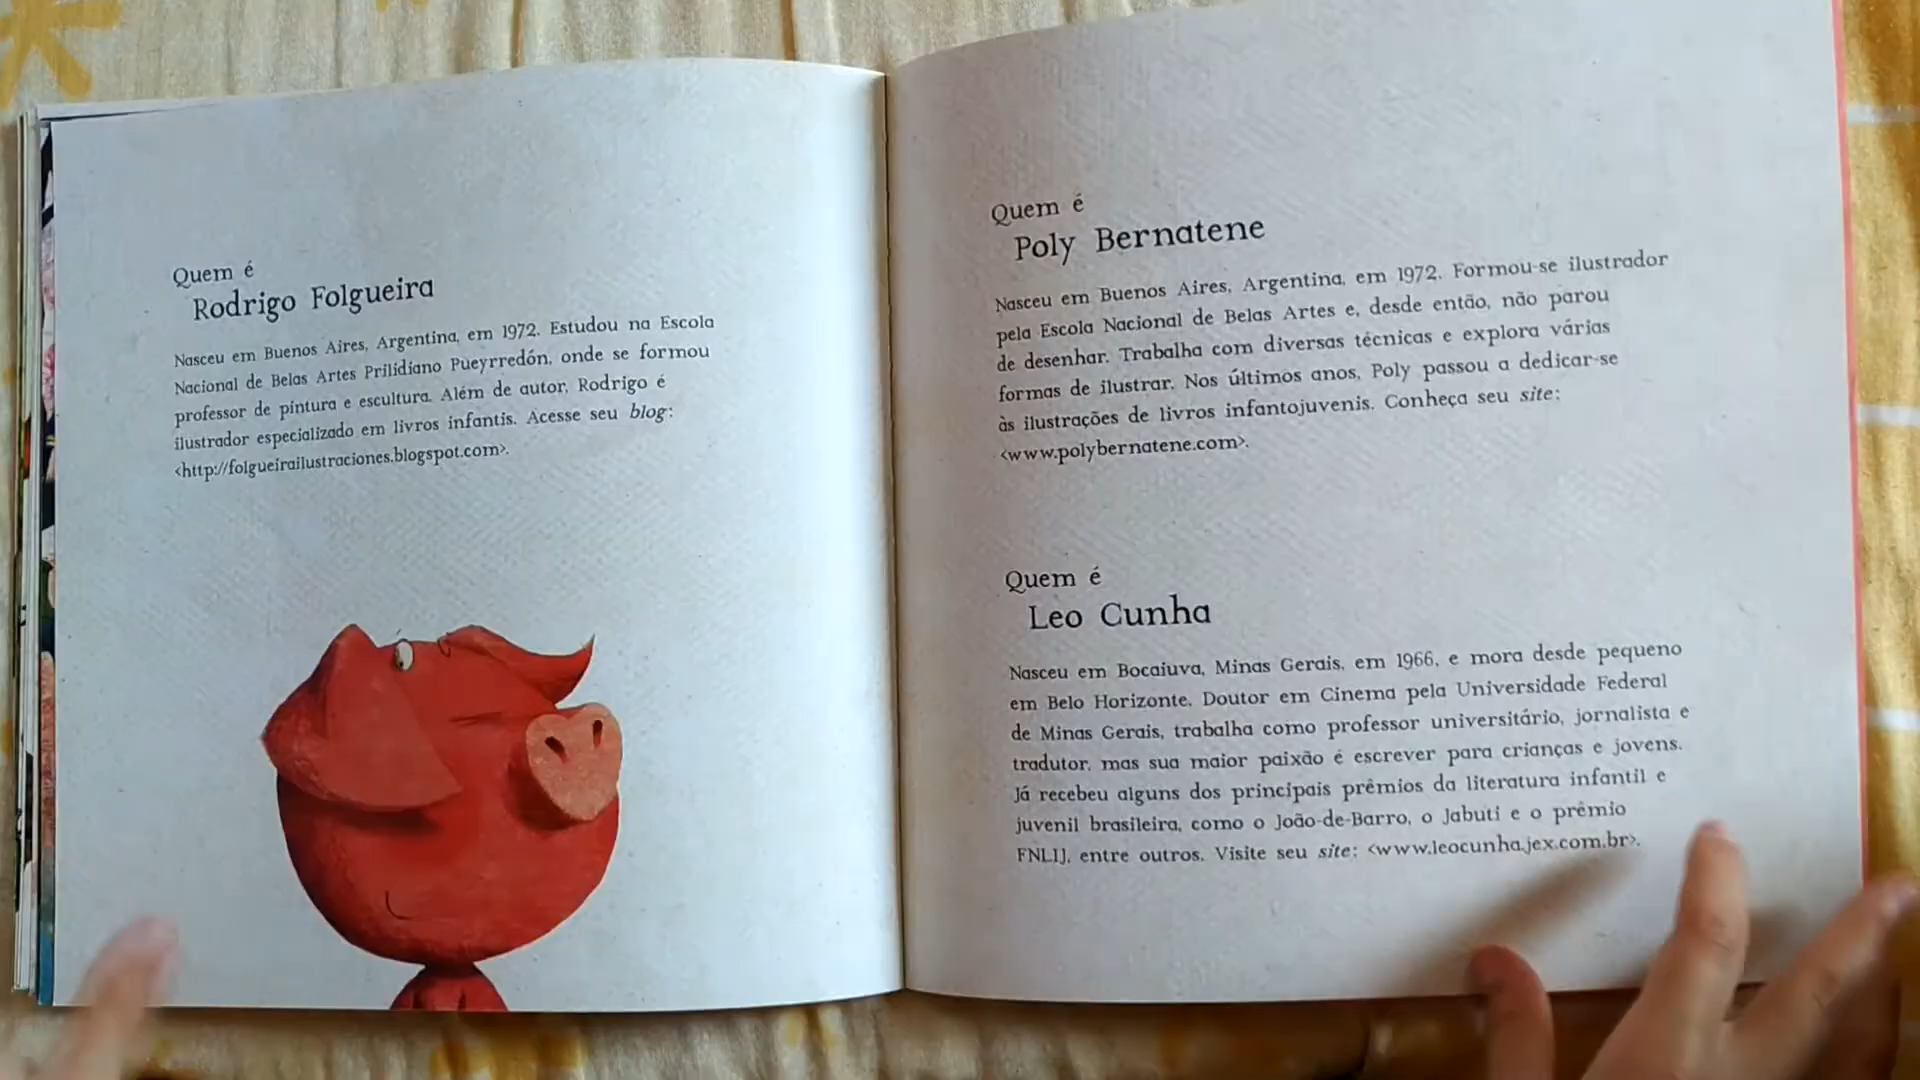 Quem é
Rodrigo Folgueira
Nasceu em Buenos Aires, Argentina, em 1972. Estudou na Escola
Nacional de Belas Artes Prilidiano Pueyrredón, onde se formou
professor de pintura e escultura. Além de autor, Rodrigo é
ilustrador especializado em livros infantis. Acesse seu blog:
<http://folgueirailustraciones.blogspot.com>.
Quem é
Poly Bernatene
Nasceu em Buenos Aires, Argentina, em 1972. Formou-se ilustrador
pela Escola Nacional de Belas Artes e, desde então, não parou
de desenhar. Trabalha com diversas técnicas e explora várias
formas de ilustrar. Nos últimos anos, Poly passou a dedicar-se
às ilustrações de livros infantojuvenis. Conheça seu site:
<www.polybernatene.com>.
Quem é
Leo Cunha
Nasceu em Bocaiuva, Minas Gerais, em 1966, e mora desde pequeno
em Belo Horizonte. Doutor em Cinema pela Universidade Federal
de Minas Gerais, trabalha como professor universitário, jornalista e
tradutor, mas sua maior paixão é escrever para crianças e jovens.
Já recebeu alguns dos principais prêmios da literatura infantil e
juvenil brasileira, como o João-de-Barro, o Jabuti e o prêmio
FNLIJ, entre outros. Visite seu site: <www.leocunha.jex.com.br>.